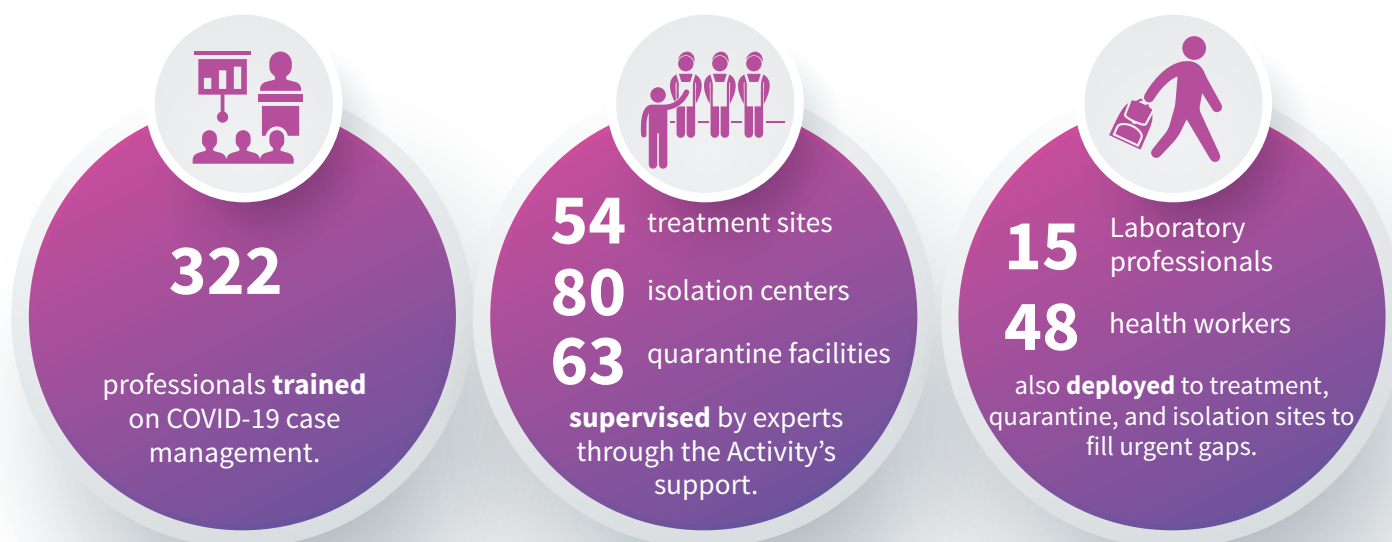 322
professionals trained
on COVID-19 case
management.
54 treatment sites
80 isolation centers
63 quarantine facilities
supervised by experts
through the Activity’s
support.
15 Laboratory
professionals
48 health workers
also deployed to treatment,
quarantine, and isolation sites to
fill urgent gaps.